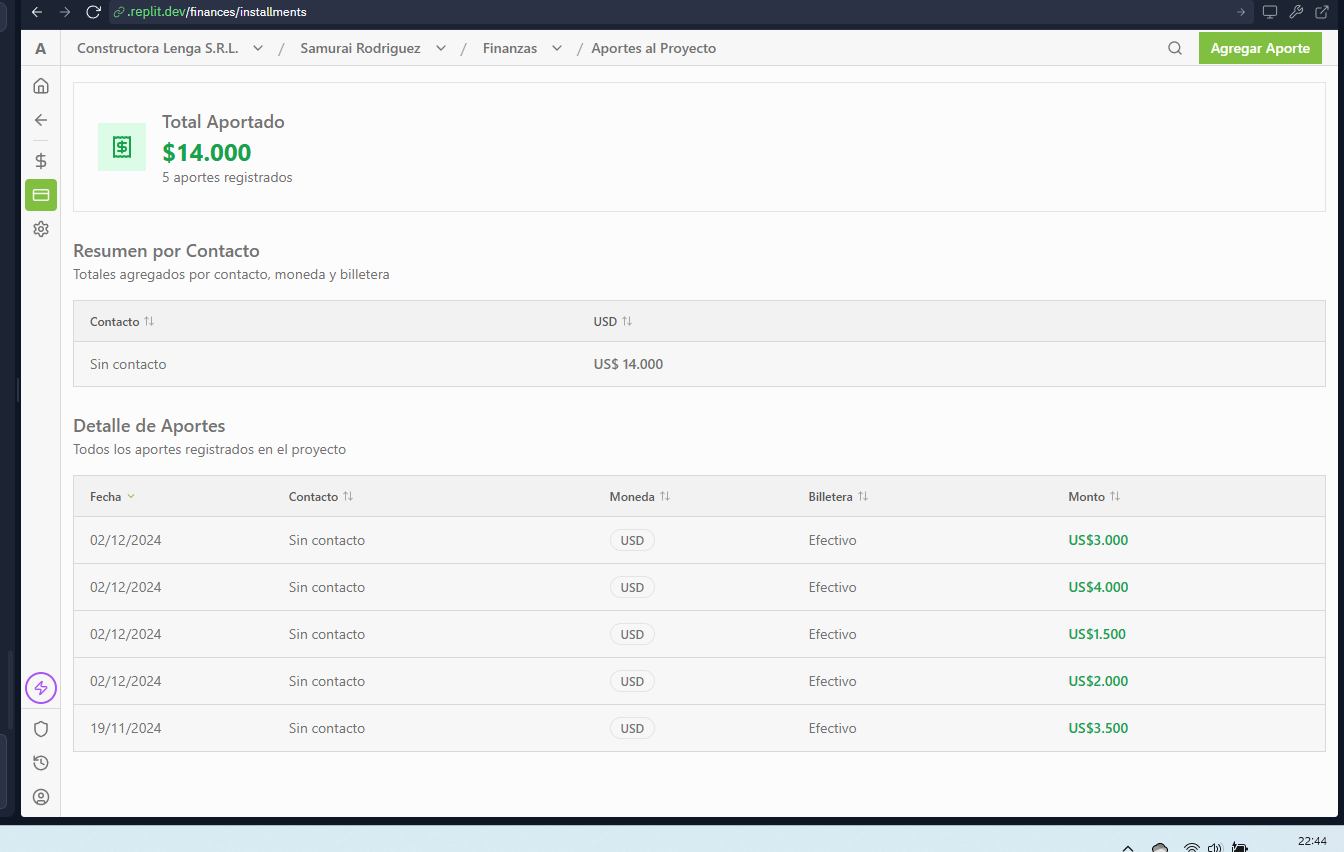 .replit.dev/finances/installments
A Constructora Lenga S.R.L. / Samurai Rodriguez / Finanzas / Aportes al Proyecto Agregar Aporte
Total Aportado
$14.000
5 aportes registrados
Resumen por Contacto
Totales agregados por contacto, moneda y billetera
Contacto USD
Sin contacto US$ 14.000
Detalle de Aportes
Todos los aportes registrados en el proyecto
Fecha Contacto Moneda Billetera Monto
02/12/2024 Sin contacto USD Efectivo US$3.000
02/12/2024 Sin contacto USD Efectivo US$4.000
02/12/2024 Sin contacto USD Efectivo US$1.500
02/12/2024 Sin contacto USD Efectivo US$2.000
19/11/2024 Sin contacto USD Efectivo US$3.500
22:44